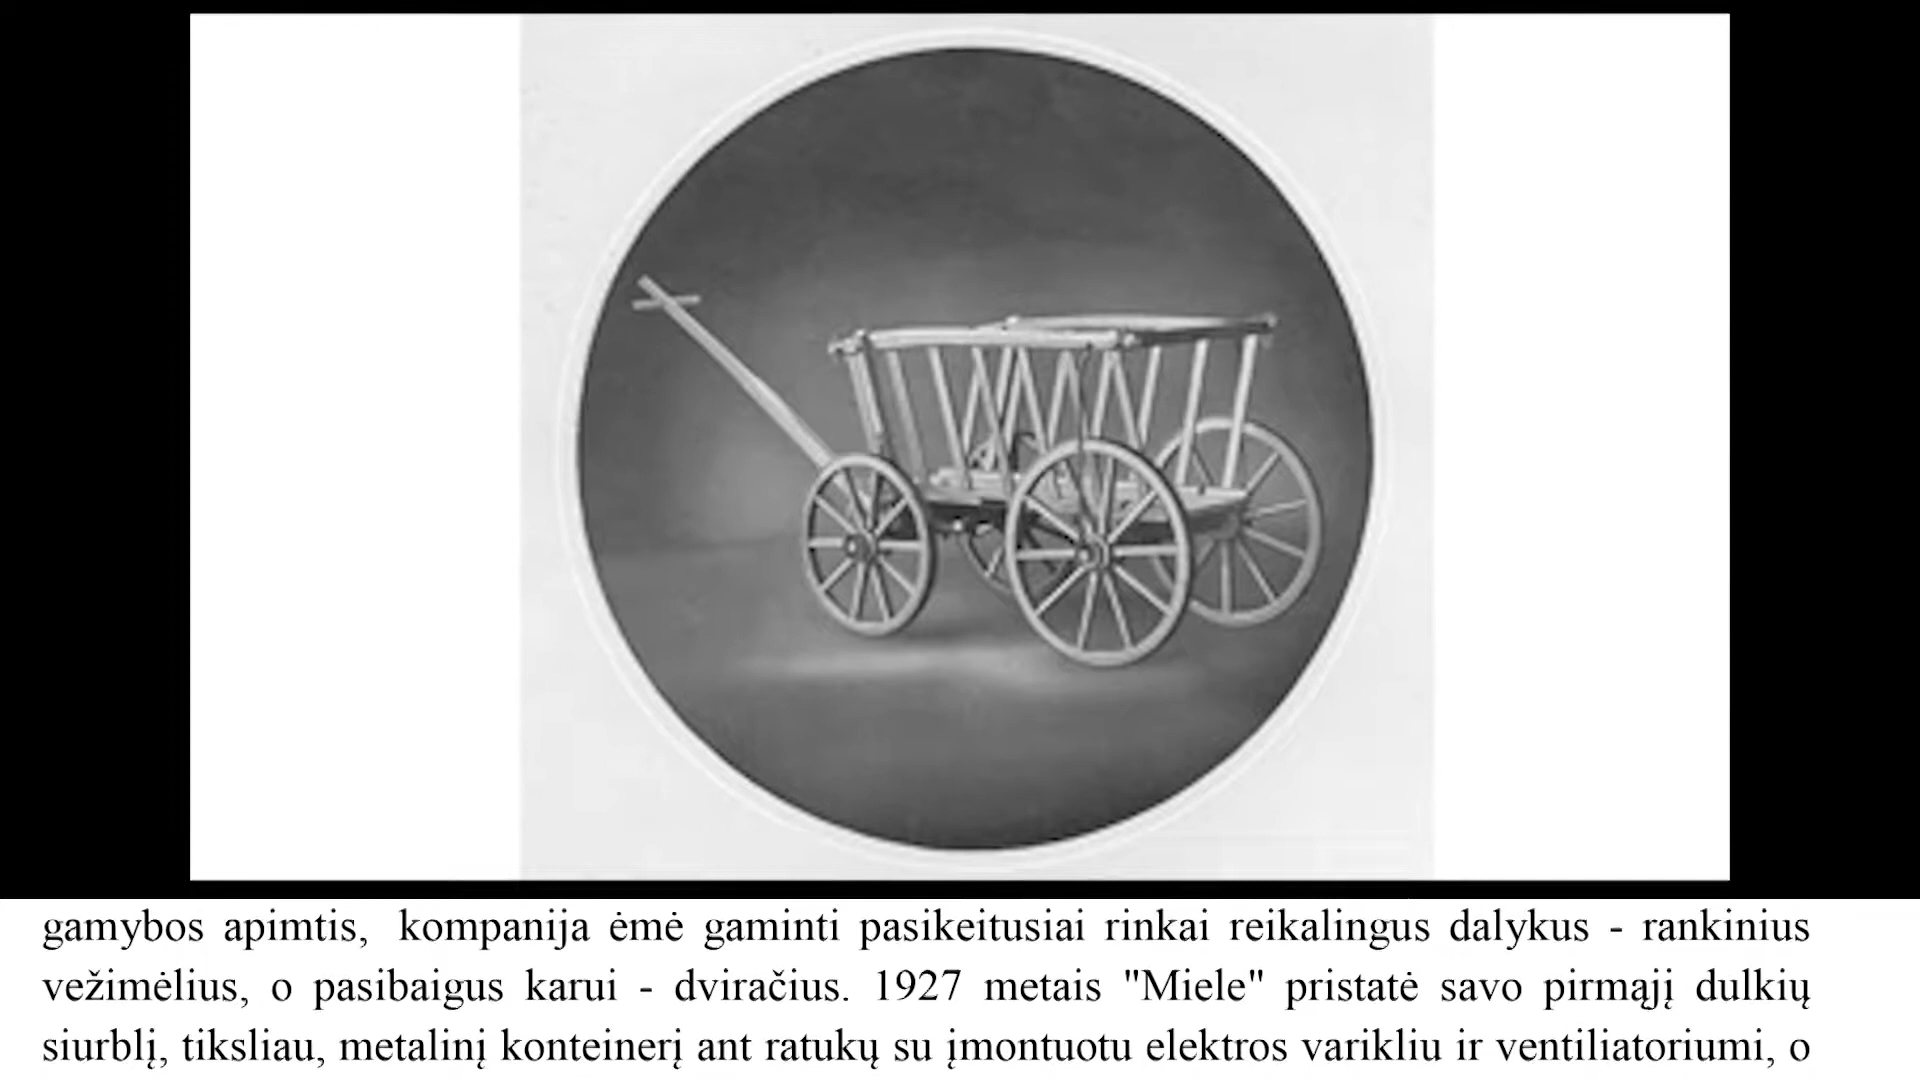 gamybos apimtis, kompanija ėmė gaminti pasikeitusiai rinkai reikalingus dalykus - rankinius
vežimėlius, o pasibaigus karui - dviračius. 1927 metais "Miele" pristatė savo pirmąjį dulkių
siurblį, tiksliau, metalinį konteinerį ant ratukų su įmontuotu elektros varikliu ir ventiliatoriumi, o